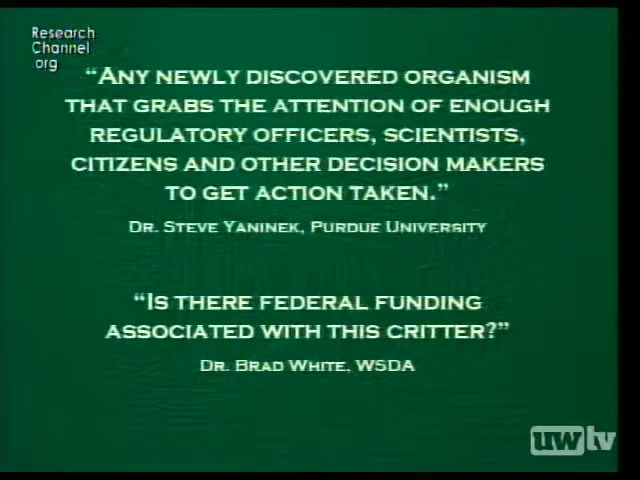 Research
Channel
.org
“ANY NEWLY DISCOVERED ORGANISM
THAT GRABS THE ATTENTION OF ENOUGH
REGULATORY OFFICERS, SCIENTISTS,
CITIZENS AND OTHER DECISION MAKERS
TO GET ACTION TAKEN.”
DR. STEVE YANINEK, PURDUE UNIVERSITY
“IS THERE FEDERAL FUNDING
ASSOCIATED WITH THIS CRITTER?”
DR. BRAD WHITE, WSDA
uwtv